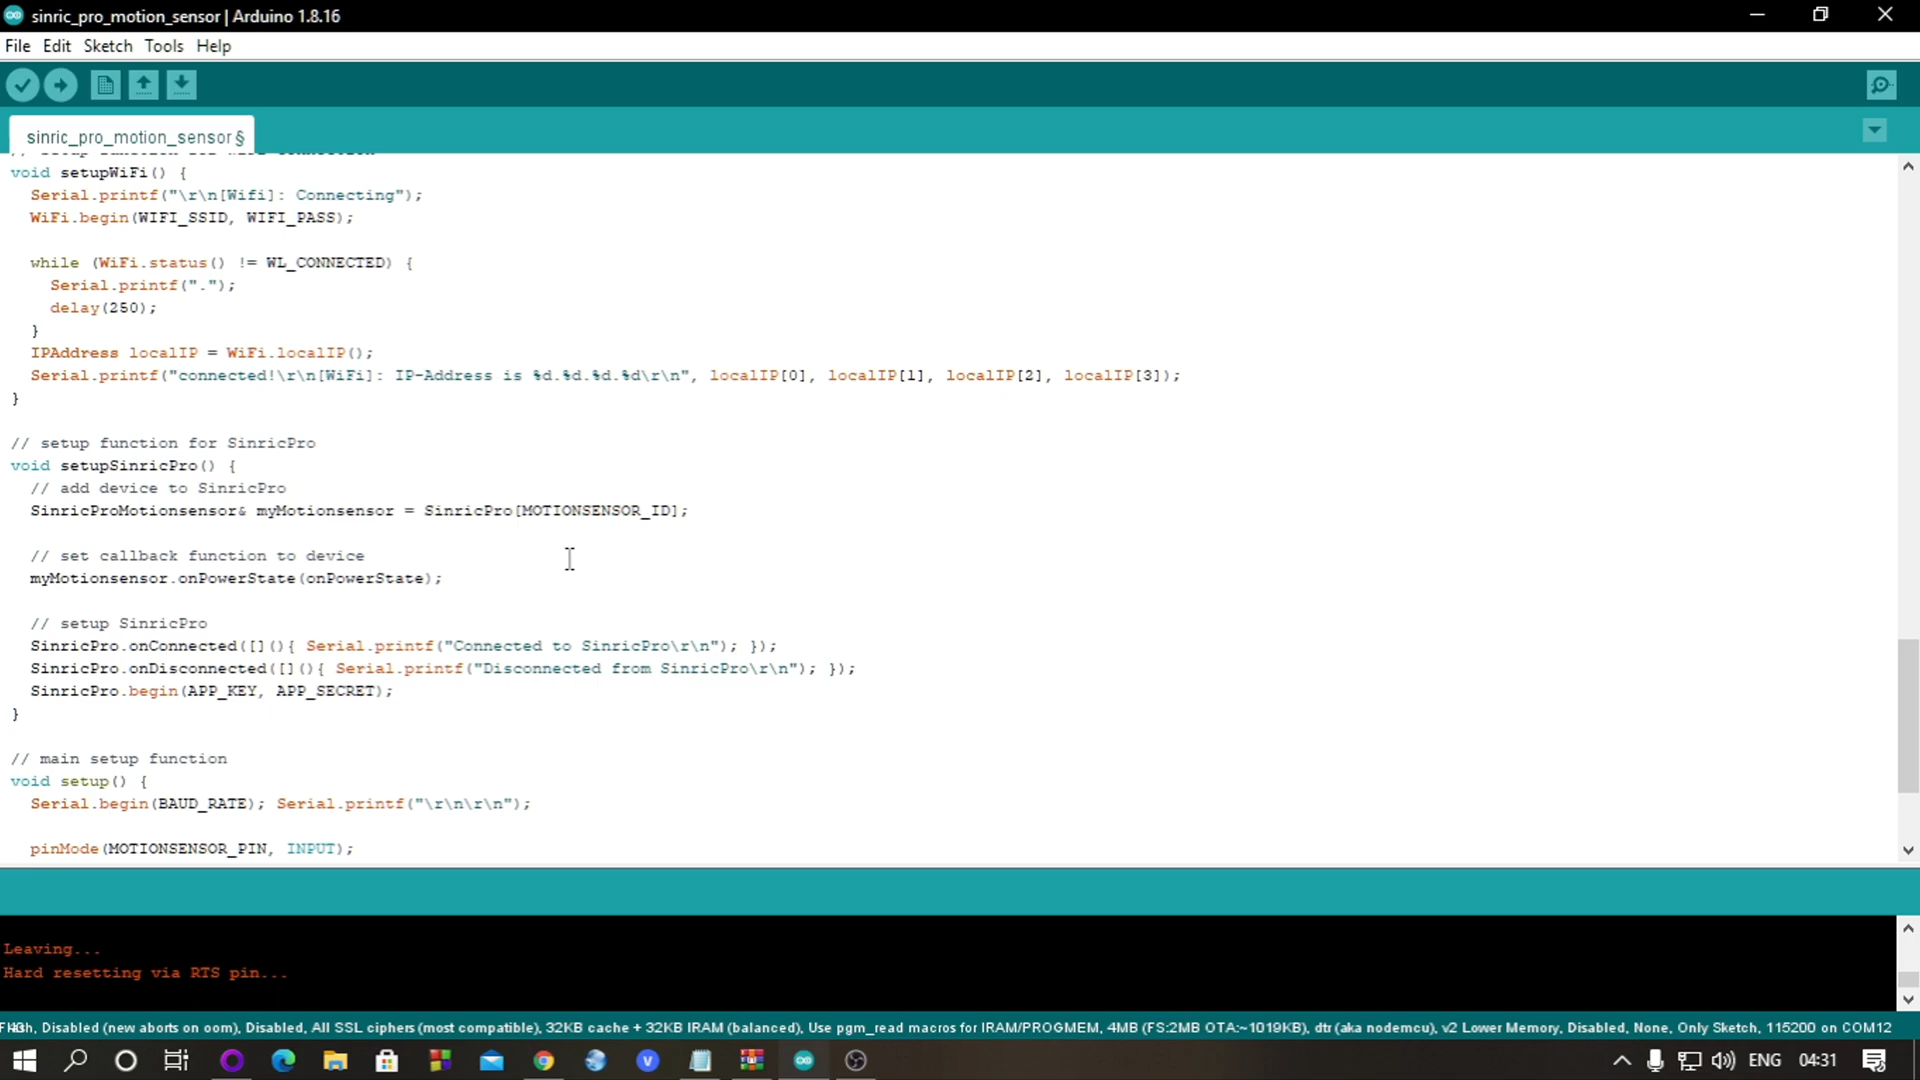 sinric_pro_motion_sensor | Arduino 1.8.16
File Edit Sketch Tools Help
sinric_pro_motion_sensor §
void setupWiFi() {
Serial.printf("\r\n[Wifi]: Connecting");
WiFi.begin(WIFI_SSID, WIFI_PASS);
while (WiFi.status() != WL_CONNECTED) {
Serial.printf(".");
delay(250);
}
IPAddress localIP = WiFi.localIP();
Serial.printf("connected!\r\n[WiFi]: IP-Address is %d.%d.%d.%d\r\n", localIP[0], localIP[1], localIP[2], localIP[3]);
}
// setup function for SinricPro
void setupSinricPro() {
// add device to SinricPro
SinricProMotionsensor& myMotionsensor = SinricPro[MOTIONSENSOR_ID];
// set callback function to device
myMotionsensor.onPowerState(onPowerState);
// setup SinricPro
SinricPro.onConnected([](){ Serial.printf("Connected to SinricPro\r\n"); });
SinricPro.onDisconnected([](){ Serial.printf("Disconnected from SinricPro\r\n"); });
SinricPro.begin(APP_KEY, APP_SECRET);
}
// main setup function
void setup() {
Serial.begin(BAUD_RATE); Serial.printf("\r\n\r\n");
pinMode(MOTIONSENSOR_PIN, INPUT);
Leaving...
Hard resetting via RTS pin...
Disabled (new aborts on oom), Disabled, All SSL ciphers (most compatible), 32KB cache + 32KB IRAM (balanced), Use pgm_read macros for IRAM/PROGMEM, 4MB (FS:2MB OTA:~1019KB), dtr (aka nodemcu), v2 Lower Memory, Disabled, None, Only Sketch, 115200 on COM12
ENG 04:31